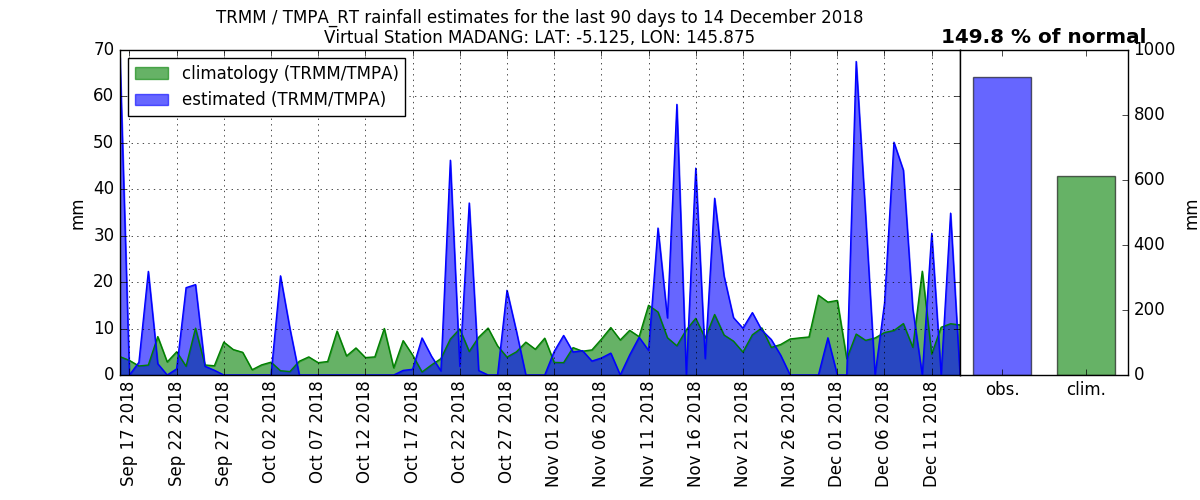 TRMM / TMPA_RT rainfall estimates for the last 90 days to 14 December 2018
Virtual Station MADANG: LAT: -5.125, LON: 145.875
149.8 % of normal
climatology (TRMM/TMPA)
estimated (TRMM/TMPA)
70
60
50
40
30
20
10
0
mm
Sep 17 2018
Sep 22 2018
Sep 27 2018
Oct 02 2018
Oct 07 2018
Oct 12 2018
Oct 17 2018
Oct 22 2018
Oct 27 2018
Nov 01 2018
Nov 06 2018
Nov 11 2018
Nov 16 2018
Nov 21 2018
Nov 26 2018
Dec 01 2018
Dec 06 2018
Dec 11 2018
1000
800
600
400
200
0
mm
obs.
clim.